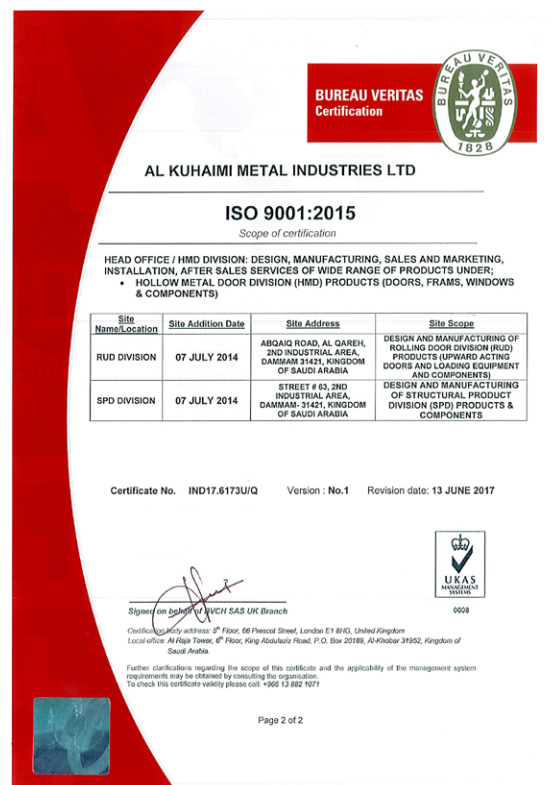 BUREAU VERITAS
Certification
BUREAU VERITAS
1828
AL KUHAIMI METAL INDUSTRIES LTD
ISO 9001:2015
Scope of certification
HEAD OFFICE / HMD DIVISION: DESIGN, MANUFACTURING, SALES AND MARKETING,
INSTALLATION, AFTER SALES SERVICES OF WIDE RANGE OF PRODUCTS UNDER;
• HOLLOW METAL DOOR DIVISION (HMD) PRODUCTS (DOORS, FRAMS, WINDOWS
& COMPONENTS)
Site
Name/Location
Site Addition Date
Site Address
Site Scope
RUD DIVISION
07 JULY 2014
ABQAIQ ROAD, AL QAREH,
2ND INDUSTRIAL AREA,
DAMMAM 31421, KINGDOM
OF SAUDI ARABIA
DESIGN AND MANUFACTURING OF
ROLLING DOOR DIVISION (RUD)
PRODUCTS (UPWARD ACTING
DOORS AND LOADING EQUIPMENT
AND COMPONENTS)
SPD DIVISION
07 JULY 2014
STREET # 63, 2ND
INDUSTRIAL AREA,
DAMMAM- 31421, KINGDOM
OF SAUDI ARABIA
DESIGN AND MANUFACTURING
OF STRUCTURAL PRODUCT
DIVISION (SPD) PRODUCTS &
COMPONENTS
Certificate No. IND17.6173U/Q Version : No.1 Revision date: 13 JUNE 2017
UKAS
MANAGEMENT
SYSTEMS
0008
Signed on behalf of BVCH SAS UK Branch
Certification body address: 5th Floor, 66 Prescot Street, London E1 8HG, United Kingdom
Local office: Al Raja Tower, 6th Floor, King Abdulaziz Road, P.O. Box 20189, Al-Khobar 31952, Kingdom of
Saudi Arabia
Further clarifications regarding the scope of this certificate and the applicability of the management system
requirements may be obtained by consulting the organisation.
To check this certificate validity please call: +966 13 882 1071
Page 2 of 2